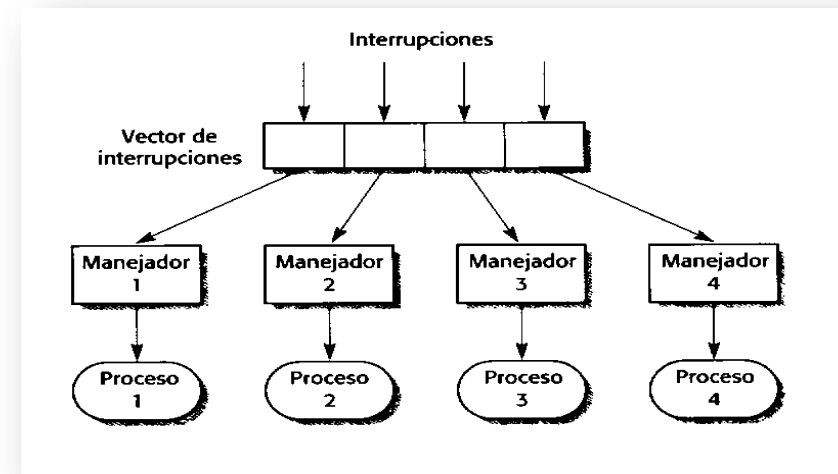 Interrupciones
Vector de
interrupciones
Manejador
1
Manejador
2
Manejador
3
Manejador
4
Proceso
1
Proceso
2
Proceso
3
Proceso
4